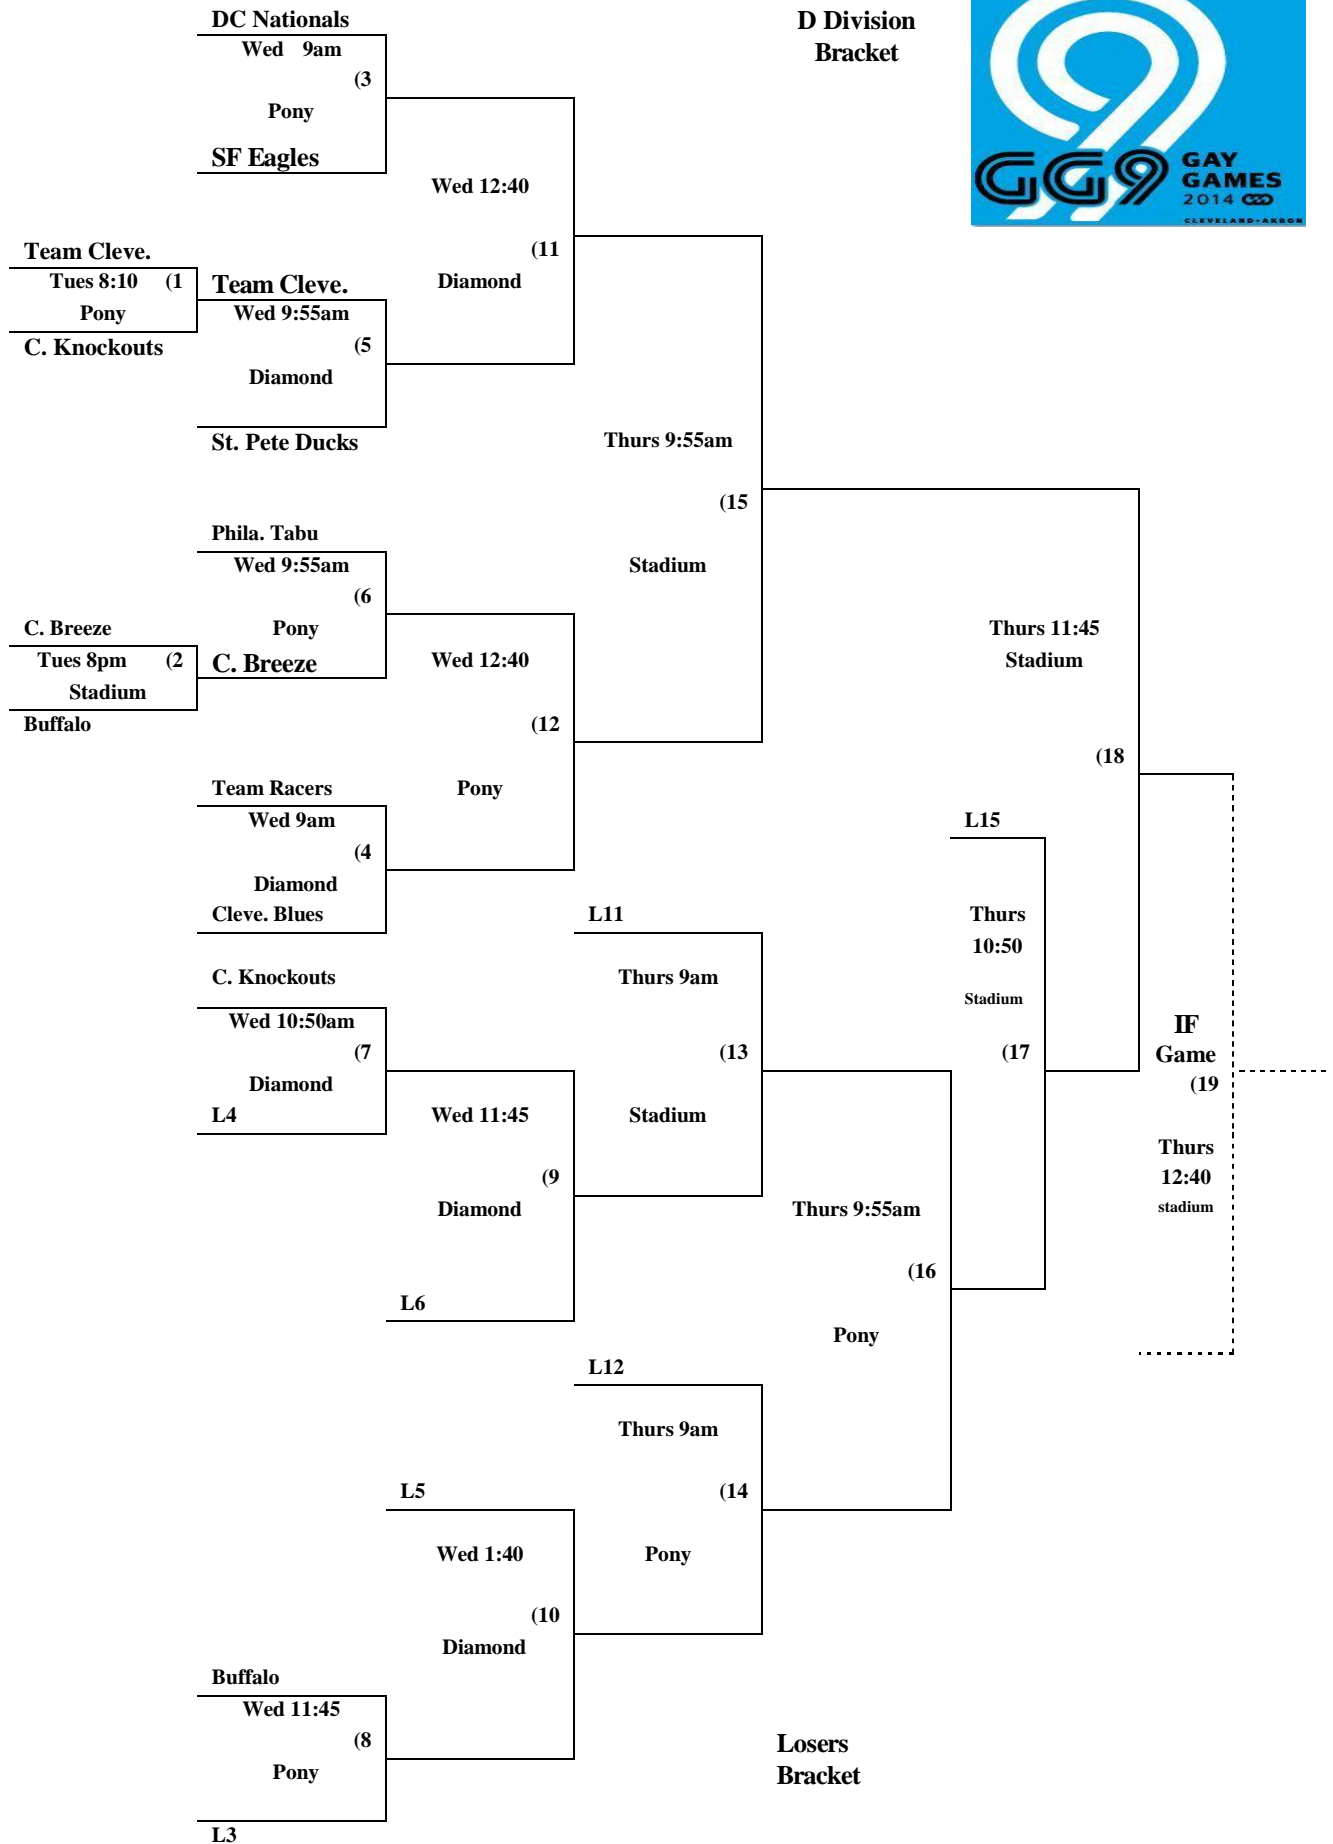 DC Nationals
D Division
Bracket
Wed 9am
(3
Pony
SF Eagles
GG9 GAY
GAMES
2014
CLEVELAND+AKRON
Wed 12:40
(11
Diamond
Team Cleve.
Tues 8:10 (1
Pony
C. Knockouts
Team Cleve.
Wed 9:55am
(5
Diamond
St. Pete Ducks
Thurs 9:55am
(15
Stadium
Phila. Tabu
Wed 9:55am
(6
Pony
C. Breeze
C. Breeze
Tues 8pm (2
Stadium
Buffalo
Wed 12:40
(12
Pony
Thurs 11:45
Stadium
(18
Team Racers
Wed 9am
(4
Diamond
Cleve. Blues
L15
Thurs
10:50
Stadium
(17
L11
Thurs 9am
(13
Stadium
C. Knockouts
Wed 10:50am
(7
Diamond
L4
Wed 11:45
(9
Diamond
L6
IF
Game
(19
Thurs
12:40
stadium
Thurs 9:55am
(16
Pony
L12
Thurs 9am
(14
Pony
L5
Wed 1:40
(10
Diamond
Buffalo
Wed 11:45
(8
Pony
L3
Losers
Bracket